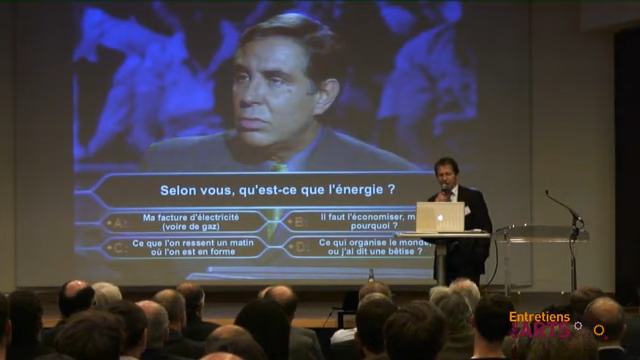 Selon vous, qu'est-ce que l'énergie ?
A: Ma facture d'électricité
(voire de gaz)
B: Il faut l'économiser, m
pourquoi ?
C: Ce que l'on ressent un matin
où l'on est en forme
D: Ce qui organise le monde,
ou j'ai dit une bêtise ?
Entretiens